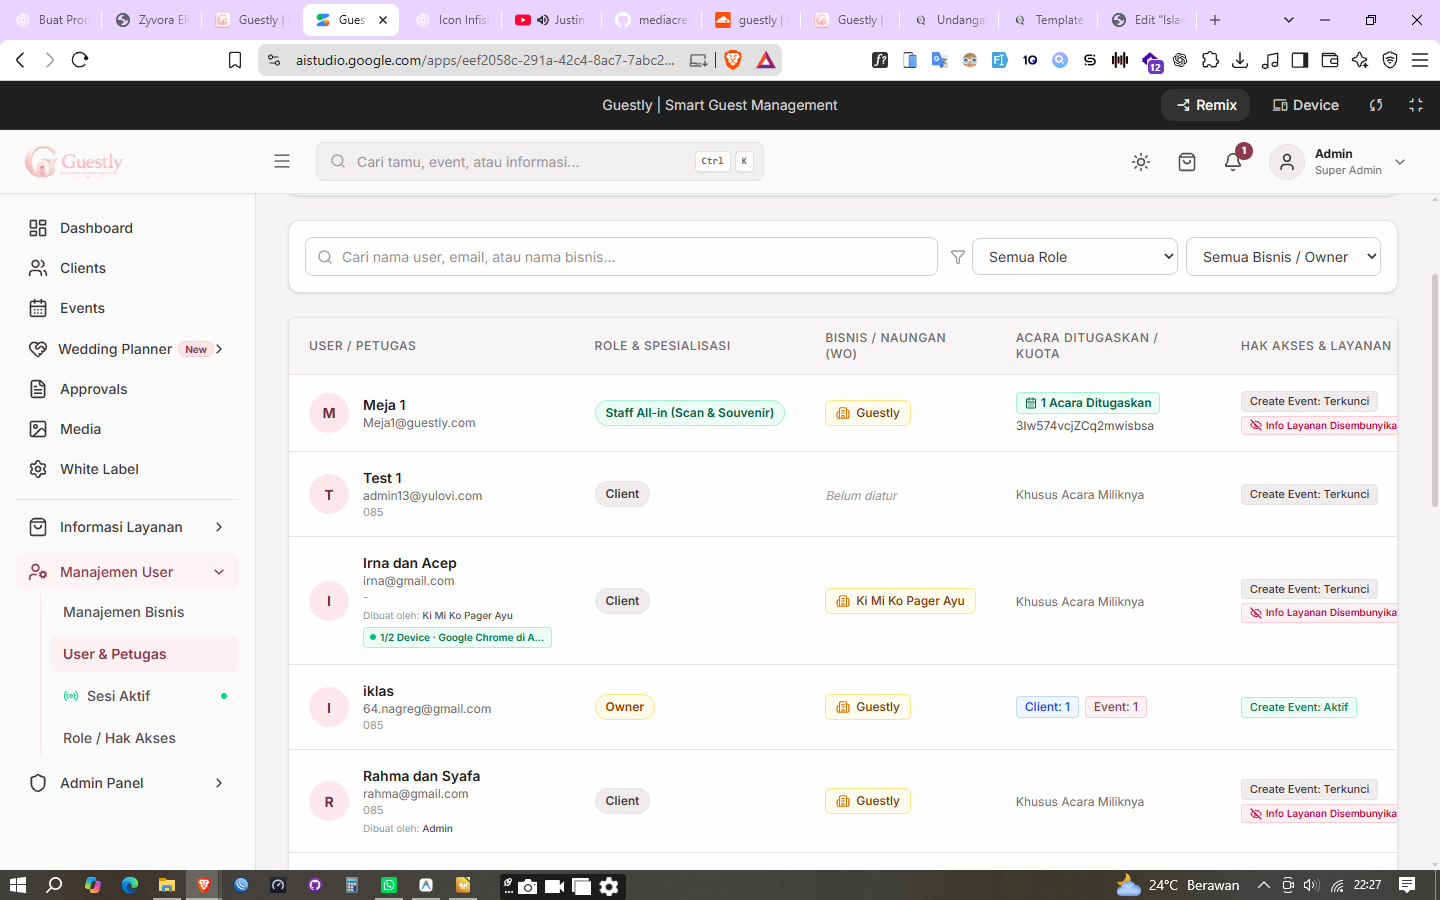 Buat Pron
Zyvora ER
Guestly |
Guest
Icon Infish
Justin
mediacre
guestly |
Guestly |
Undanga
Template
Edit "Isla
aistudio.google.com/apps/eef2058c-291a-42c4-8ac7-7abc2...
12
Guestly | Smart Guest Management
Remix
Device
Guestly
Cari tamu, event, atau informasi...
Ctrl
K
1
Admin
Super Admin
Dashboard
Clients
Events
Wedding Planner
New
Approvals
Media
White Label
Informasi Layanan
Manajemen User
Manajemen Bisnis
User & Petugas
Sesi Aktif
Role / Hak Akses
Admin Panel
Cari nama user, email, atau nama bisnis...
Semua Role
Semua Bisnis / Owner
USER / PETUGAS
ROLE & SPESIALISASI
BISNIS / NAUNGAN
(WO)
ACARA DITUGASKAN /
KUOTA
HAK AKSES & LAYANAN
M
Meja 1
Meja1@guestly.com
Staff All-in (Scan & Souvenir)
Guestly
1 Acara Ditugaskan
3Iw574vcjZCq2mwisbsa
Create Event: Terkunci
Info Layanan Disembunyika
T
Test 1
admin13@yulovi.com
085
Client
Belum diatur
Khusus Acara Miliknya
Create Event: Terkunci
I
Irna dan Acep
irna@gmail.com
-
Dibuat oleh: Ki Mi Ko Pager Ayu
1/2 Device · Google Chrome di A...
Client
Ki Mi Ko Pager Ayu
Khusus Acara Miliknya
Create Event: Terkunci
Info Layanan Disembunyika
I
iklas
64.nagreg@gmail.com
085
Owner
Guestly
Client: 1
Event: 1
Create Event: Aktif
R
Rahma dan Syafa
rahma@gmail.com
085
Dibuat oleh: Admin
Client
Guestly
Khusus Acara Miliknya
Create Event: Terkunci
Info Layanan Disembunyika
24°C Berawan
22:27